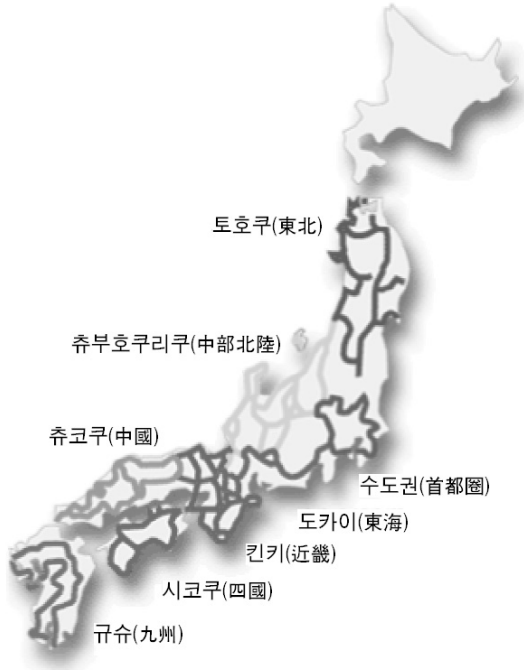 토호쿠(東北)
츄부호쿠리쿠(中部北陸)
츄코쿠(中國)
수도권(首都圈)
도카이(東海)
킨키(近畿)
시코쿠(四國)
규슈(九州)